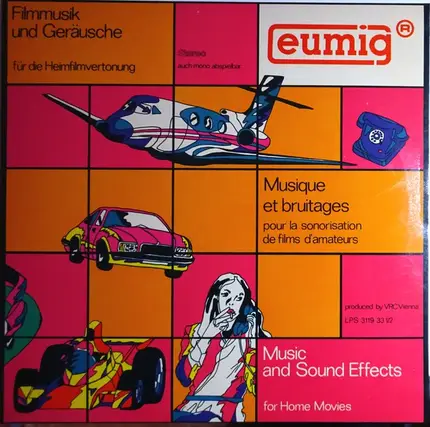 Filmmusik
und Geräusche
für die Heimfilmvertonung
Stereo
auch mono abspielbar
eumig ®
Musique
et bruitages
pour la sonorisation
de films d'amateurs
produced by VRC Vienna
LPS 3119 33 1/2
Music
and Sound Effects
for Home Movies